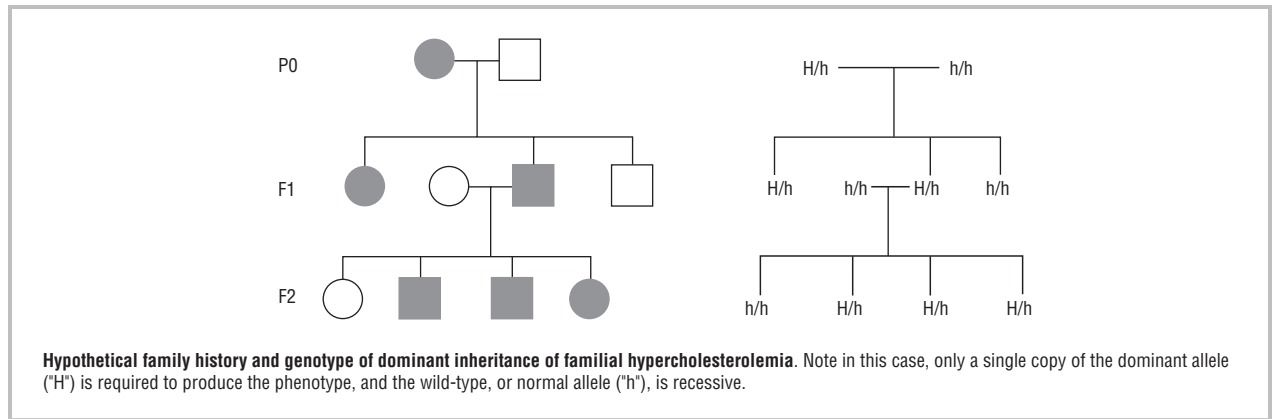 P0
H/h h/h
F1
H/h h/h H/h h/h
F2
h/h H/h H/h H/h
Hypothetical family history and genotype of dominant inheritance of familial hypercholesterolemia. Note in this case, only a single copy of the dominant allele
("H") is required to produce the phenotype, and the wild-type, or normal allele ("h"), is recessive.